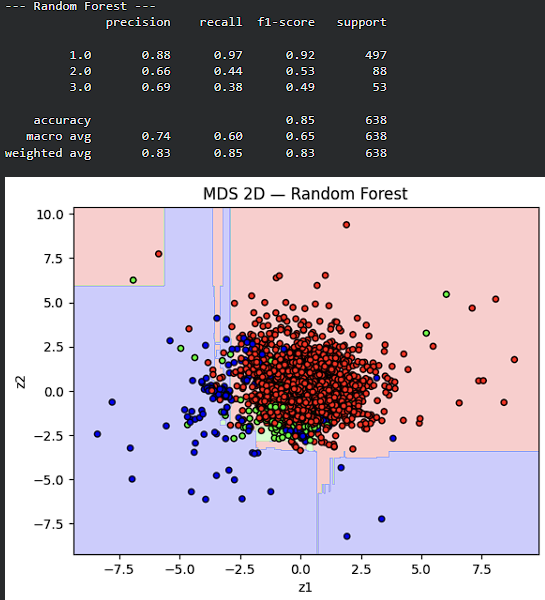 --- Random Forest ---
precision recall f1-score support
1.0 0.88 0.97 0.92 497
2.0 0.66 0.44 0.53 88
3.0 0.69 0.38 0.49 53
accuracy 0.85 638
macro avg 0.74 0.60 0.65 638
weighted avg 0.83 0.85 0.83 638
MDS 2D — Random Forest
10.0
7.5
5.0
2.5
0.0
−2.5
−5.0
−7.5
z2
−7.5 −5.0 −2.5 0.0 2.5 5.0 7.5
z1